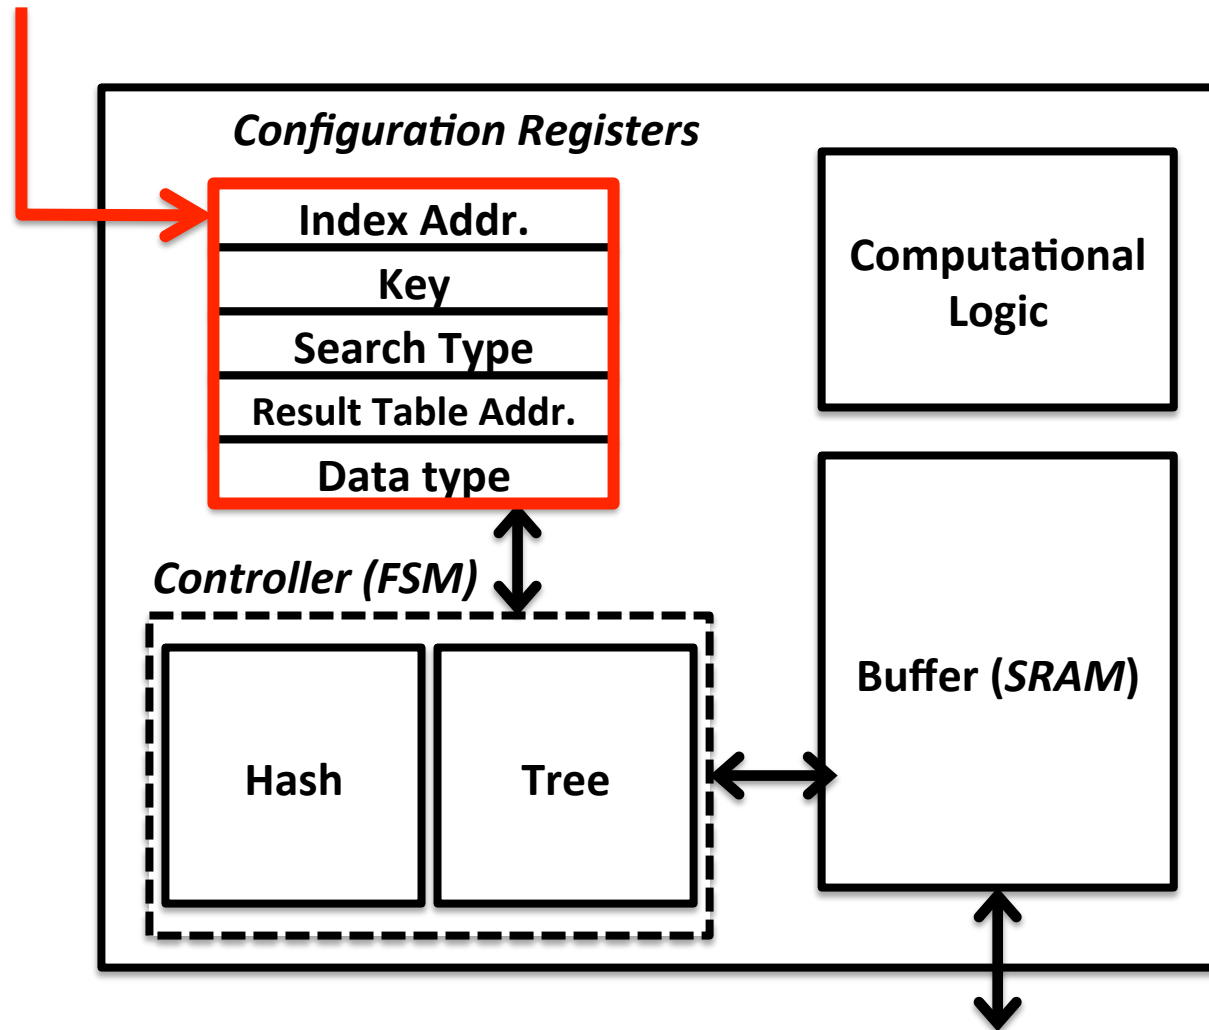 Configuration Registers
Index Addr.
Key
Search Type
Result Table Addr.
Data type
Computational
Logic
Controller (FSM)
Hash
Tree
Buffer (SRAM)